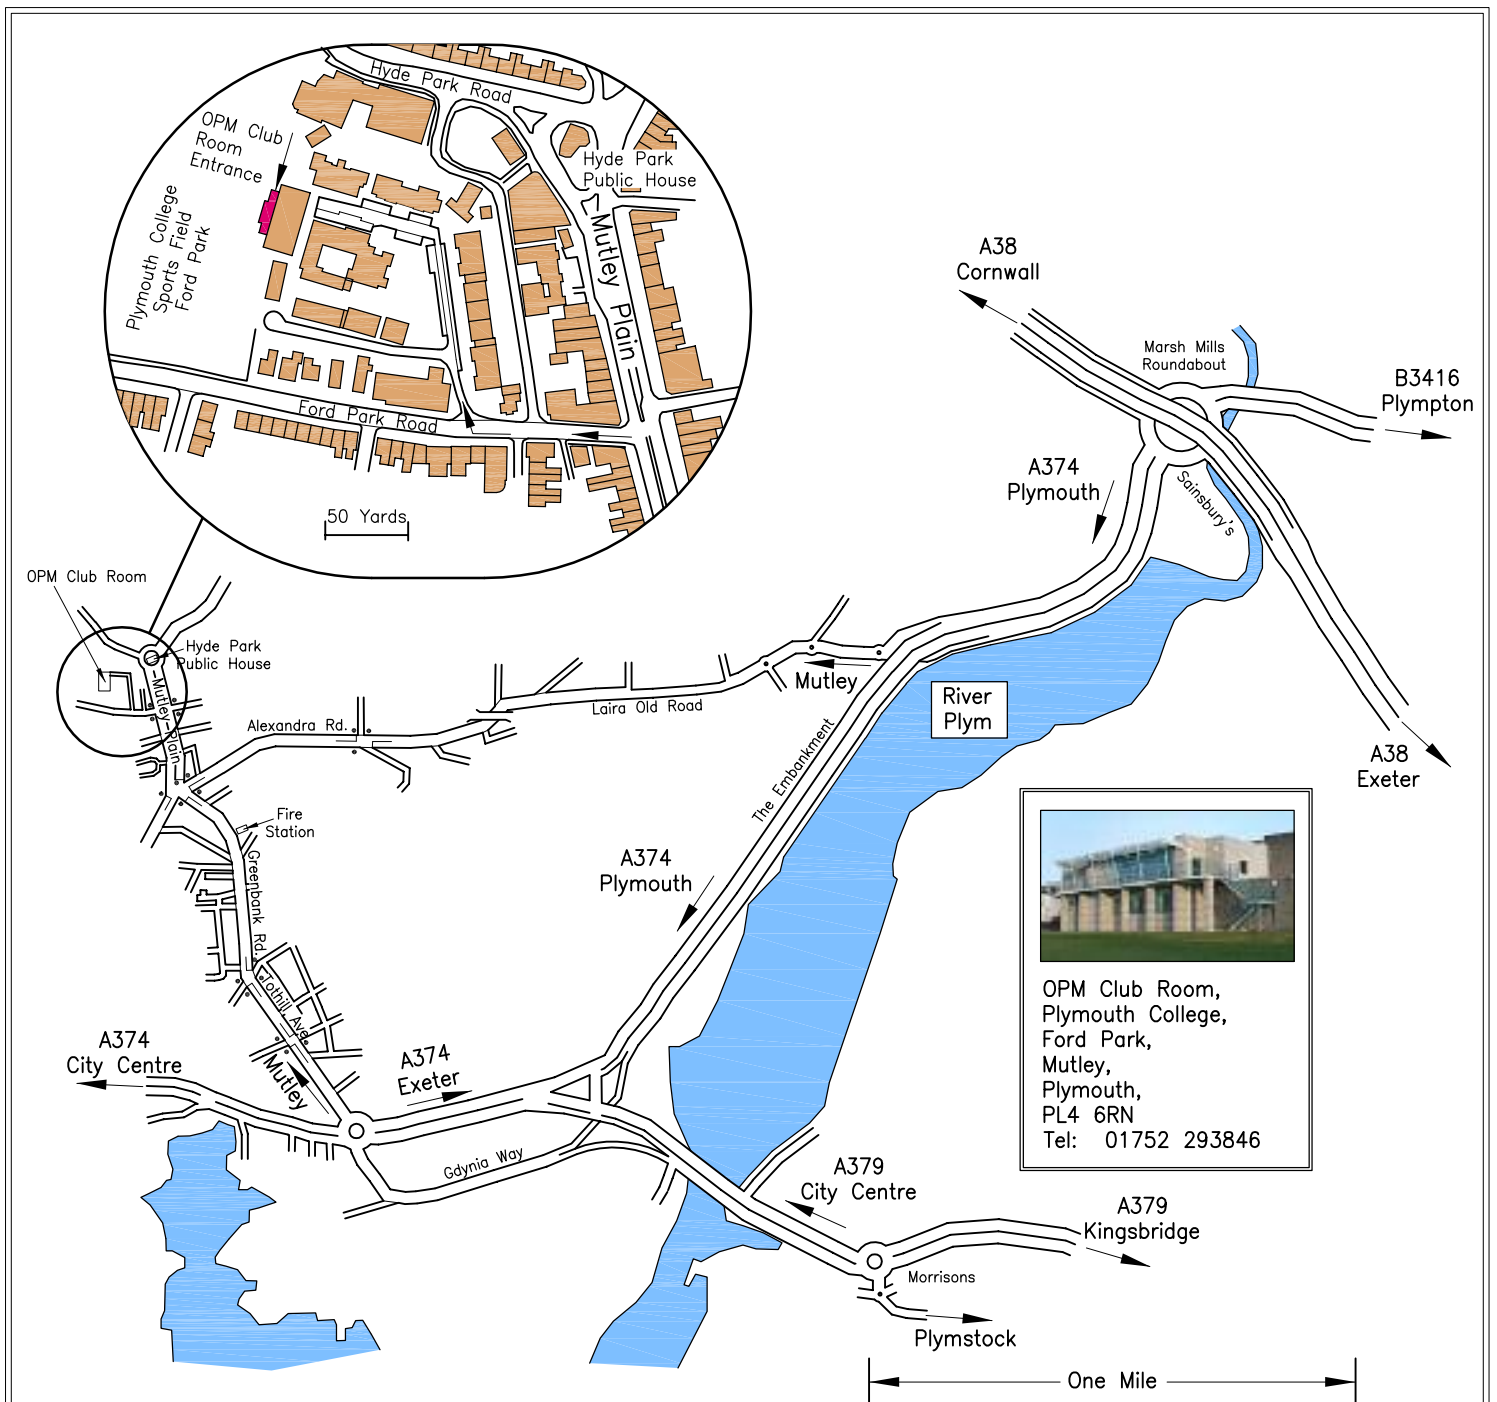 Hyde Park Road
OPM Club
Room
Entrance
Hyde Park
Public House
Plymouth College
Sports Field
Ford Park
Mutley Plain
Ford Park Road
50 Yards
A38
Cornwall
Marsh Mills
Roundabout
B3416
Plympton
A374
Plymouth
Sainsbury's
OPM Club Room
Hyde Park
Public House
Mutley Plain
Alexandra Rd.
Laira Old Road
Mutley
River
Plym
A38
Exeter
The Embankment
Fire
Station
Greenbank Rd.
A374
Plymouth
Tothill Ave
A374
City Centre
Mutley
A374
Exeter
Gdynia Way
OPM Club Room,
Plymouth College,
Ford Park,
Mutley,
Plymouth,
PL4 6RN
Tel: 01752 293846
A379
City Centre
A379
Kingsbridge
Morrisons
Plymstock
One Mile